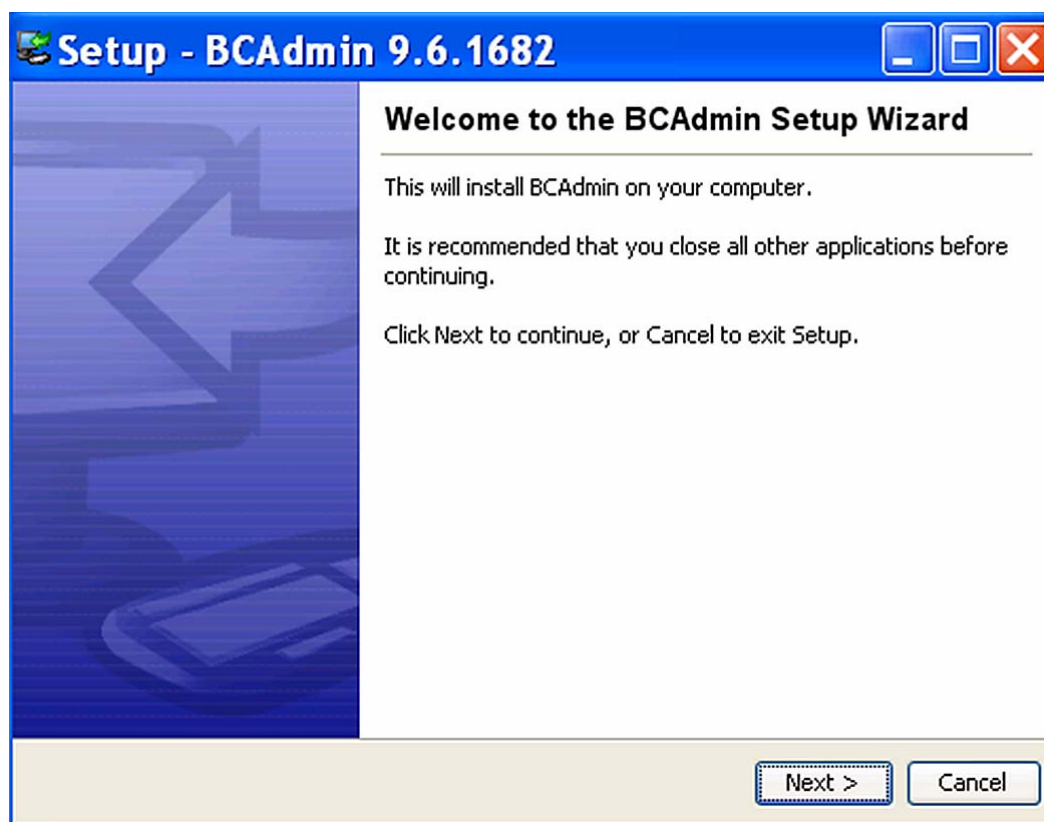 Setup - BCAdmin 9.6.1682
Welcome to the BCAdmin Setup Wizard
This will install BCAdmin on your computer.
It is recommended that you close all other applications before
continuing.
Click Next to continue, or Cancel to exit Setup.
Next >
Cancel